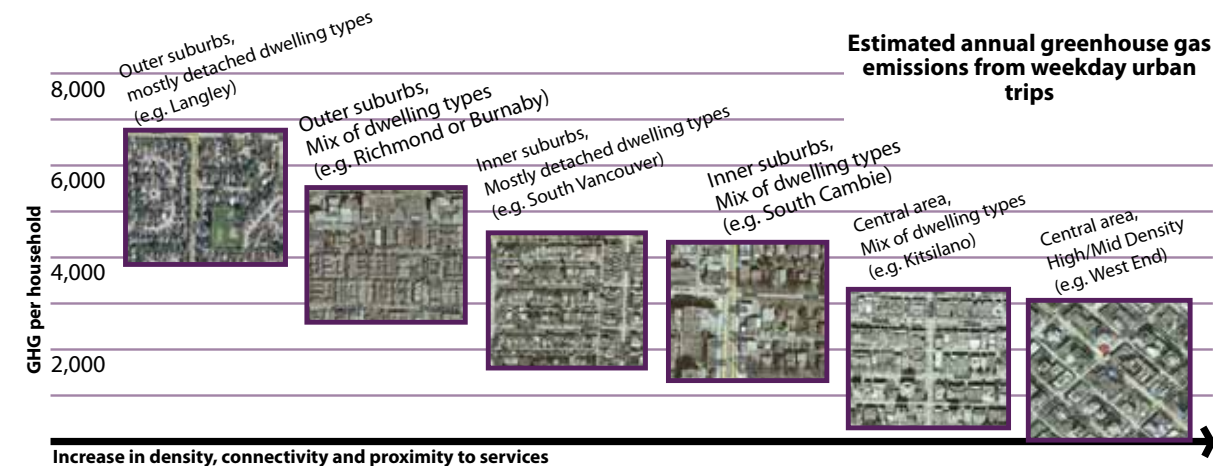 Estimated annual greenhouse gas
emissions from weekday urban
trips
GHG per household
8,000
6,000
4,000
2,000
Outer suburbs,
mostly detached dwelling types
(e.g. Langley)
Outer suburbs,
Mix of dwelling types
(e.g. Richmond or Burnaby)
Inner suburbs,
Mostly detached dwelling types
(e.g. South Vancouver)
Inner suburbs,
Mix of dwelling types
(e.g. South Cambie)
Central area,
Mix of dwelling types
(e.g. Kitsilano)
Central area,
High/Mid Density
(e.g. West End)
Increase in density, connectivity and proximity to services